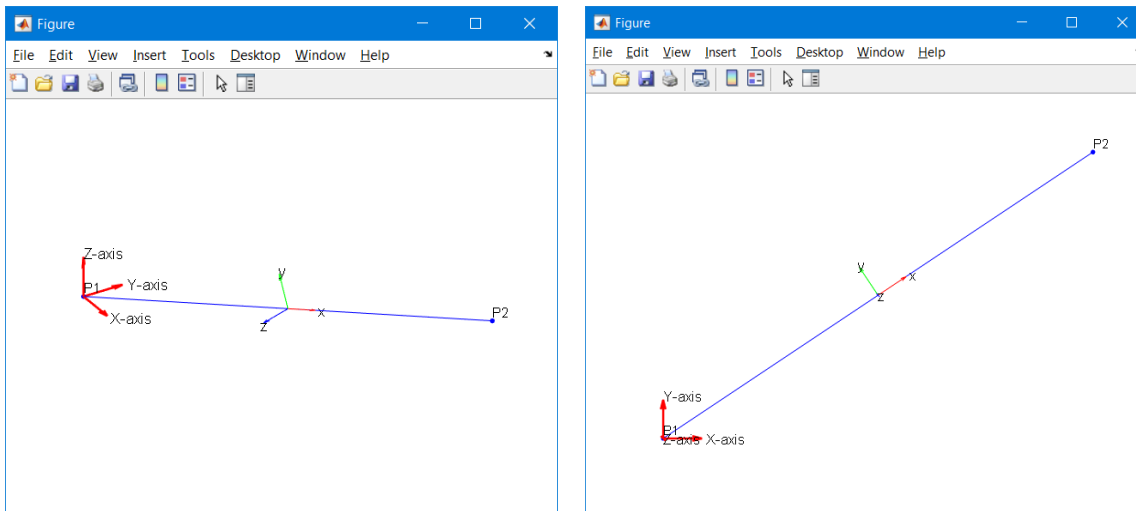 Figure
File Edit View Insert Tools Desktop Window Help
Z-axis
P1
Y-axis
X-axis
y
z
x
P2
Figure
File Edit View Insert Tools Desktop Window Help
P2
y
x
z
Y-axis
P1
Z-axis
X-axis